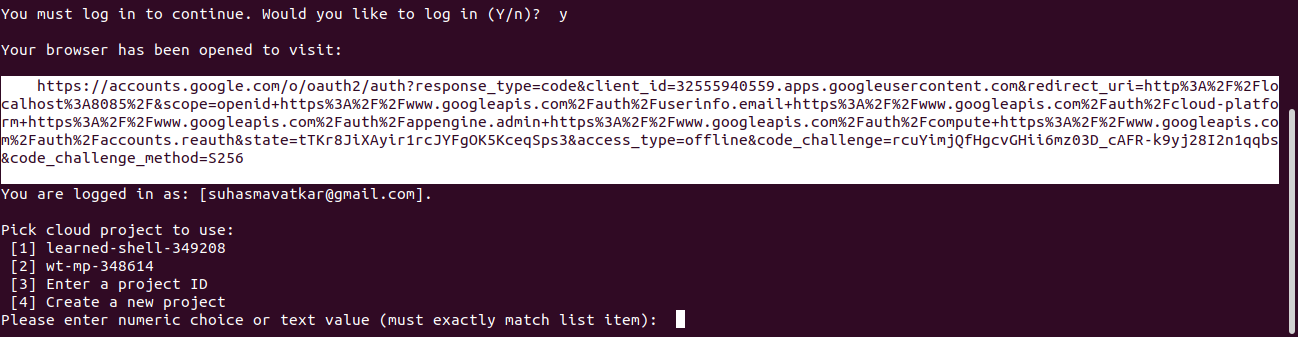 You must log in to continue. Would you like to log in (Y/n)?  y
Your browser has been opened to visit:
https://accounts.google.com/o/oauth2/auth?response_type=code&client_id=32555940559.apps.googleusercontent.com&redirect_uri=http%3A%2F%2Flo
calhost%3A8085%2F&scope=openid+https%3A%2F%2Fwww.googleapis.com%2Fauth%2Fuserinfo.email+https%3A%2F%2Fwww.googleapis.com%2Fauth%2Fcloud-platfo
rm+https%3A%2F%2Fwww.googleapis.com%2Fauth%2Fappengine.admin+https%3A%2F%2Fwww.googleapis.com%2Fauth%2Fcompute+https%3A%2F%2Fwww.googleapis.co
m%2Fauth%2Faccounts.reauth&state=tTKr8JiXAyir1rcJYFgOK5KceqSps3&access_type=offline&code_challenge=rcuYimjQfHgcvGHii6mz03D_cAFR-k9yj28I2n1qqbs
&code_challenge_method=S256
You are logged in as: [suhasmavatkar@gmail.com].
Pick cloud project to use:
[1] learned-shell-349208
[2] wt-mp-348614
[3] Enter a project ID
[4] Create a new project
Please enter numeric choice or text value (must exactly match list item):